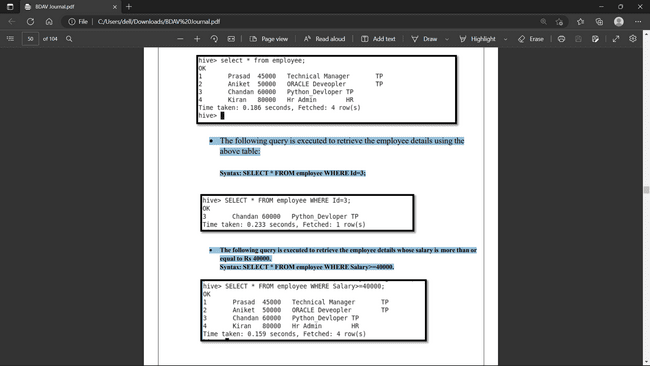 BDAV Journal.pdf
File C:/Users/dell/Downloads/BDAV%20Journal.pdf
50 of 104 Page view Read aloud Add text Draw Highlight Erase
hive> select * from employee;
OK
1 Prasad 45000 Technical Manager TP
2 Aniket 50000 ORACLE Deveopler TP
3 Chandan 60000 Python_Devloper TP
4 Kiran 80000 Hr Admin HR
Time taken: 0.186 seconds, Fetched: 4 row(s)
hive>
• The following query is executed to retrieve the employee details using the
above table:
Syntax: SELECT * FROM employee WHERE Id=3;
hive> SELECT * FROM employee WHERE Id=3;
OK
3 Chandan 60000 Python_Devloper TP
Time taken: 0.233 seconds, Fetched: 1 row(s)
• The following query is executed to retrieve the employee details whose salary is more than or
equal to Rs 40000.
Syntax: SELECT * FROM employee WHERE Salary>=40000.
hive> SELECT * FROM employee WHERE Salary>=40000;
OK
1 Prasad 45000 Technical Manager TP
2 Aniket 50000 ORACLE Deveopler TP
3 Chandan 60000 Python_Devloper TP
4 Kiran 80000 Hr Admin HR
Time taken: 0.159 seconds, Fetched: 4 row(s)